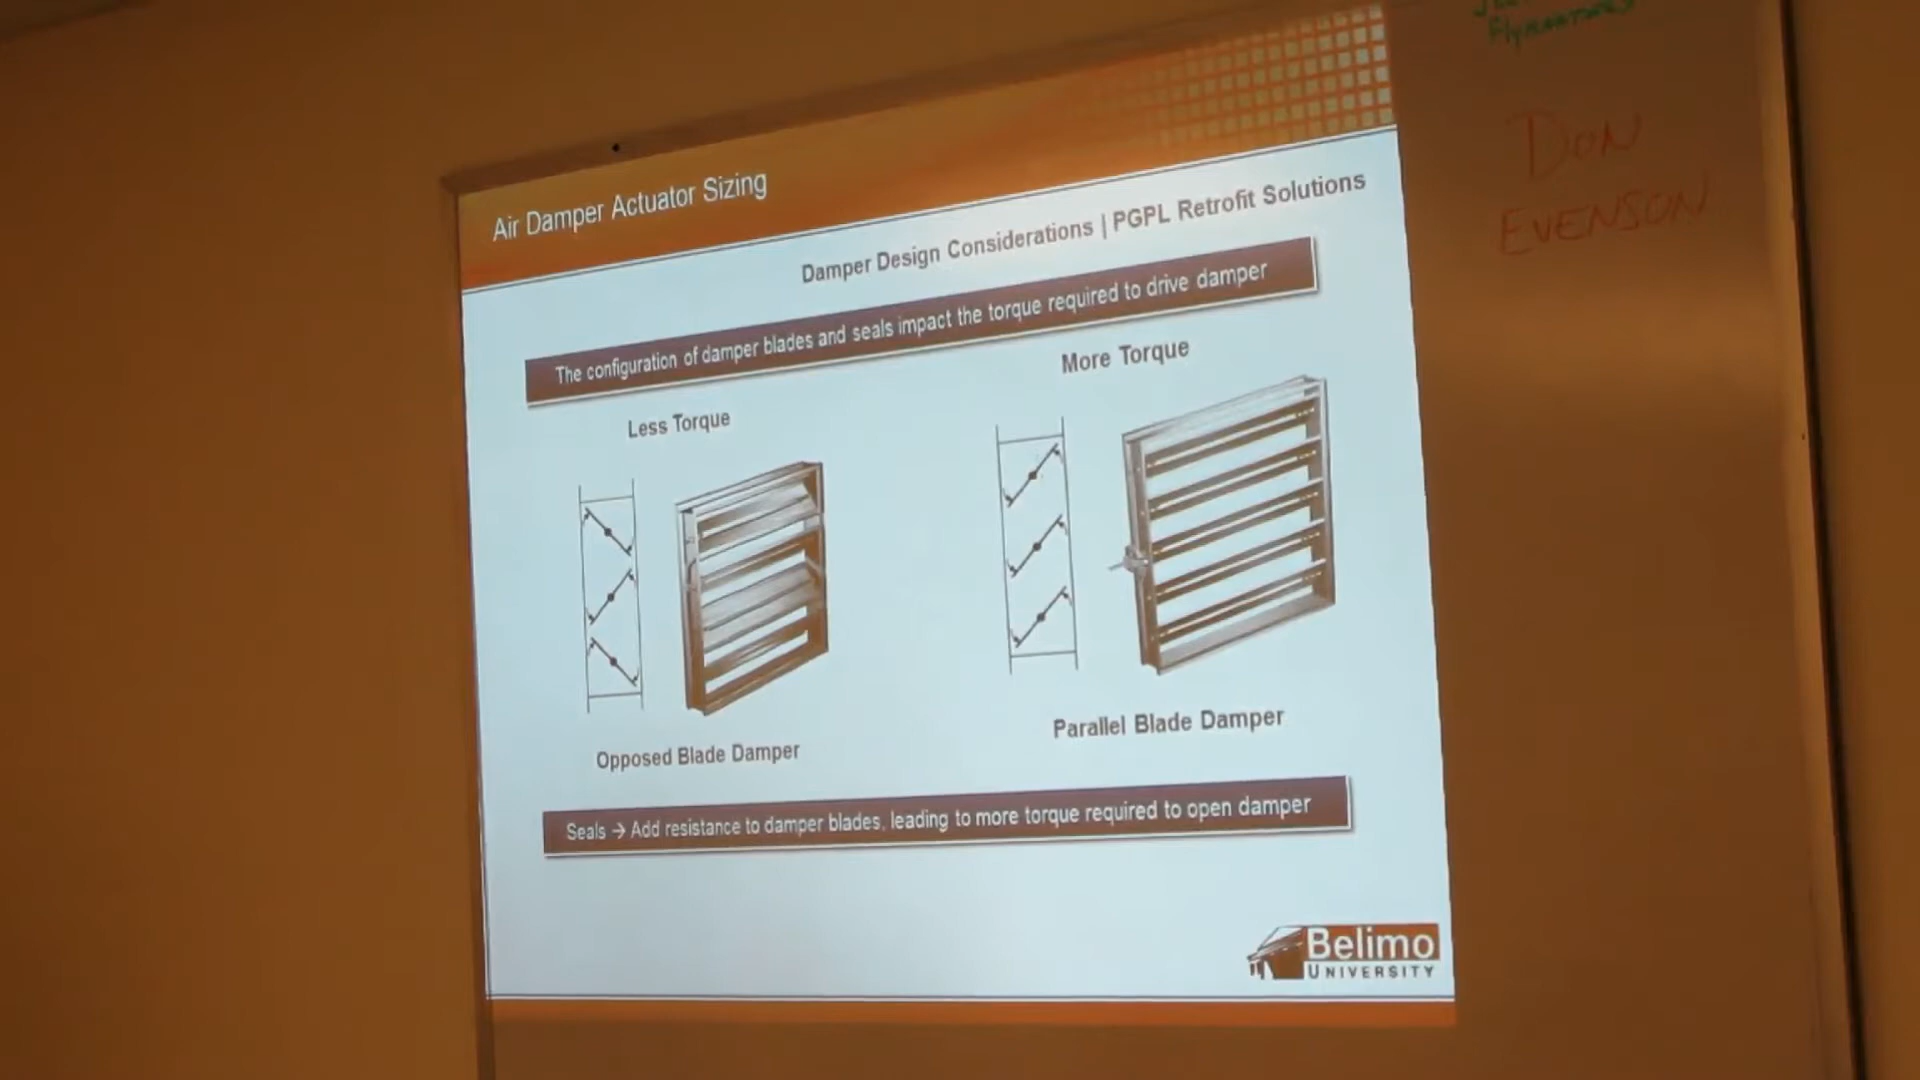 Flynnaturs
DON
EVENSON
Air Damper Actuator Sizing
Damper Design Considerations | PGPL Retrofit Solutions
The configuration of damper blades and seals impact the torque required to drive damper
Less Torque
More Torque
Opposed Blade Damper
Parallel Blade Damper
Seals → Add resistance to damper blades, leading to more torque required to open damper
Belimo
UNIVERSITY